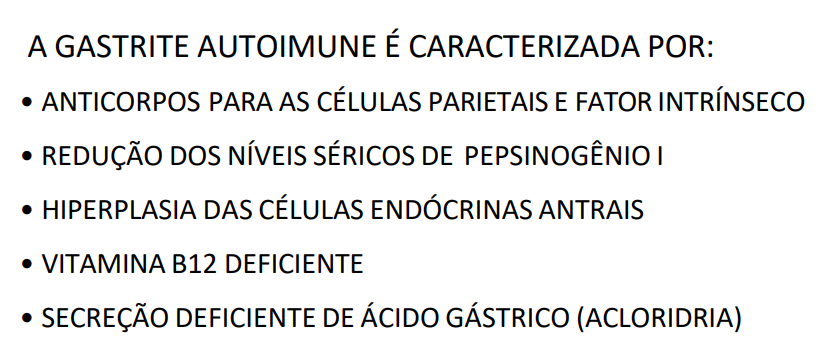 A GASTRITE AUTOIMUNE É CARACTERIZADA POR:
• ANTICORPOS PARA AS CÉLULAS PARIETAIS E FATOR INTRÍNSECO
• REDUÇÃO DOS NÍVEIS SÉRICOS DE PEPSINOGÊNIO I
• HIPERPLASIA DAS CÉLULAS ENDÓCRINAS ANTRAIS
• VITAMINA B12 DEFICIENTE
• SECREÇÃO DEFICIENTE DE ÁCIDO GÁSTRICO (ACLORIDRIA)